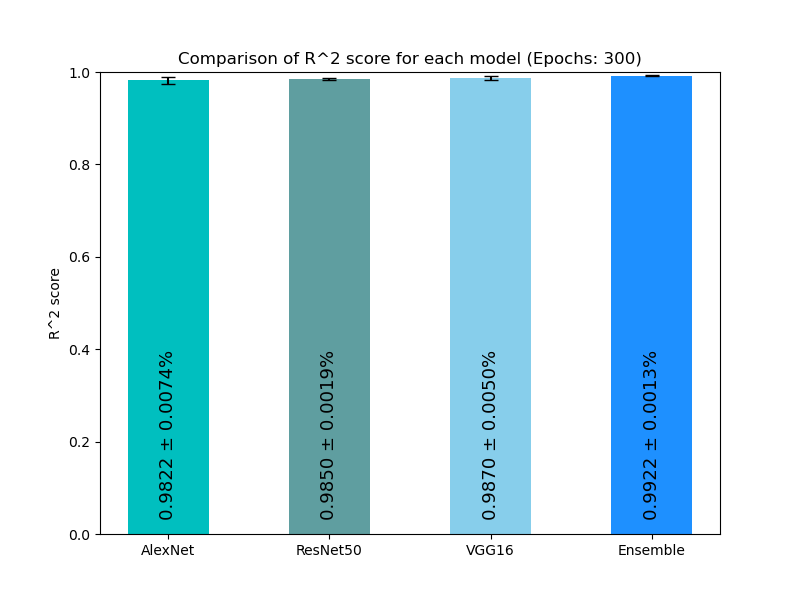 Comparison of R^2 score for each model (Epochs: 300)
1.0
0.8
0.6
0.4
0.2
0.0
R^2 score
0.9822 ± 0.0074%
0.9850 ± 0.0019%
0.9870 ± 0.0050%
0.9922 ± 0.0013%
AlexNet
ResNet50
VGG16
Ensemble